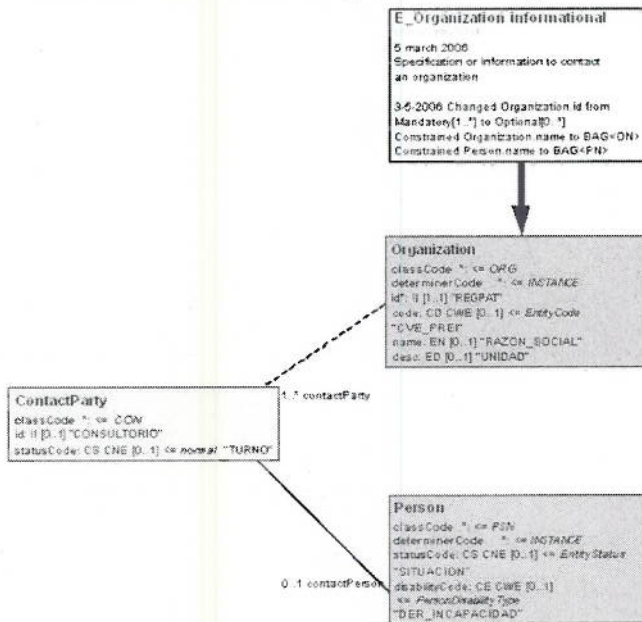 E_Organization informational
5 march 2006
Specification or information to contact
an organization
3-5-2006 Changed Organization id from
Mandatory[1..*] to Optional[0..*]
Constrained Organization.name to BAG<ON>
Constrained Person.name to BAG<PN>
Organization
classCode *: <= ORG
determinerCode *: <= INSTANCE
id*: II [1..1] "REGPAT"
code: CD CWE [0..1] <= EntityCode
"CVE_PREI"
name: EN [0..1] "RAZON_SOCIAL"
desc: ED [0..1] "UNIDAD"
1..* contactParty
ContactParty
classCode *: <= CON
id: II [0..1] "CONSULTORIO"
statusCode: CS CNE [0..1] <= normal "TURNO"
Person
classCode *: <= PSN
determinerCode *: <= INSTANCE
statusCode: CS CNE [0..1] <= EntityStatus
"SITUACION"
0..1 contactPerson
disabilityCode: CE CWE [0..1]
<= PersonDisabilityType
"DER_INCAPACIDAD"